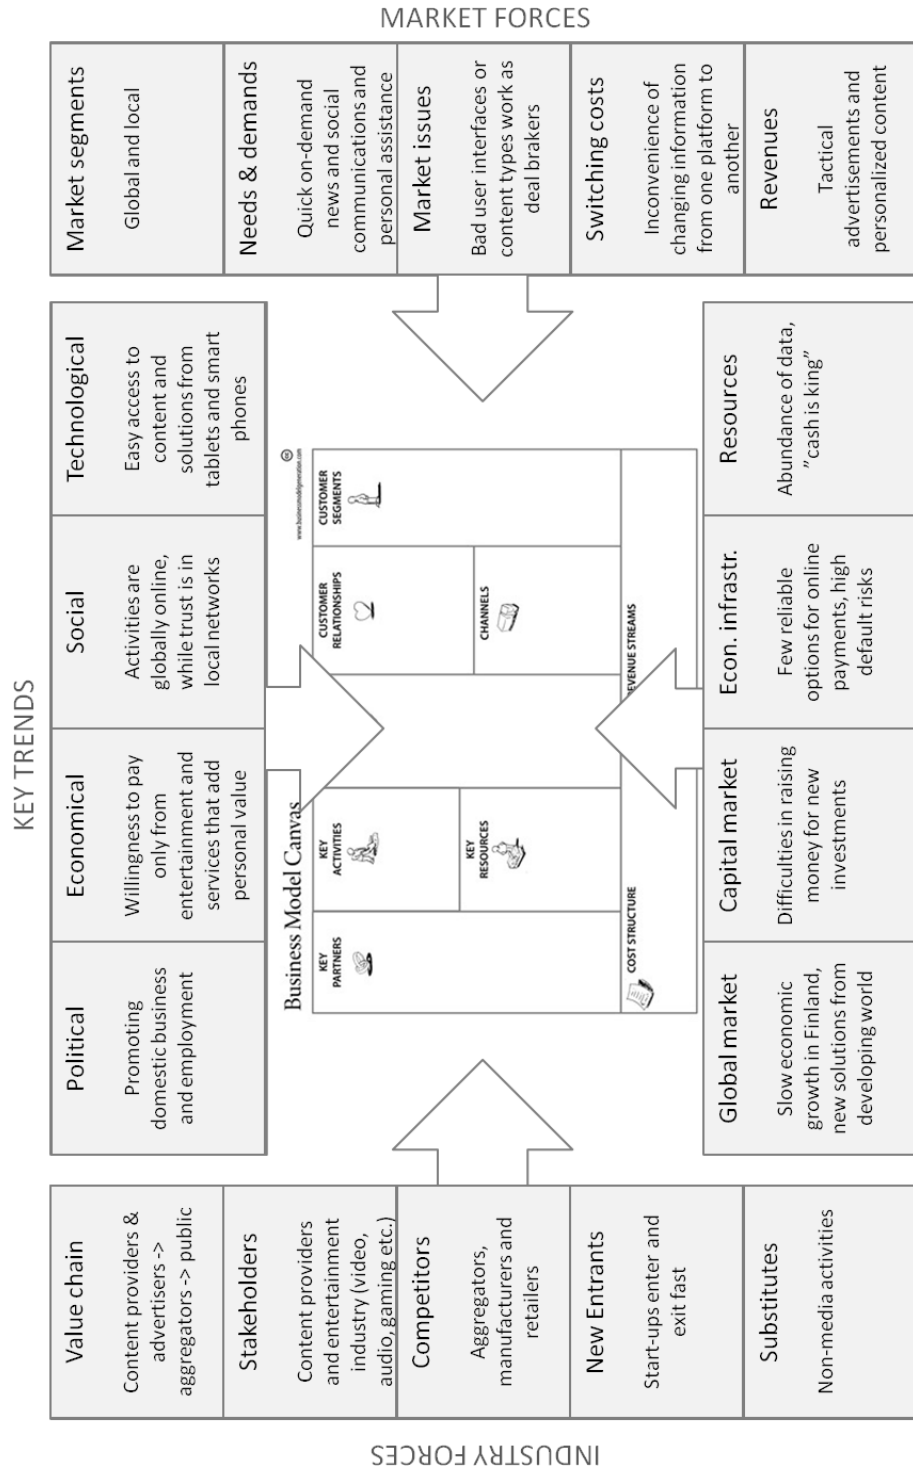 KEY TRENDS
Political
Promoting
domestic business
and employment
Economical
Willingness to pay
only from
entertainment and
services that add
personal value
Social
Activities are
globally online,
while trust is in
local networks
Technological
Easy access to
content and
solutions from
tablets and smart
phones
INDUSTRY FORCES
Value chain
Content providers &
advertisers ->
aggregators -> public
Stakeholders
Content providers
and entertainment
industry (video,
audio, gaming etc.)
Competitors
Aggregators,
manufacturers and
retailers
New Entrants
Start-ups enter and
exit fast
Substitutes
Non-media activities
Business Model Canvas
www.businessmodelgeneration.com
KEY
PARTNERS
KEY
ACTIVITIES
KEY
RESOURCES
CUSTOMER
RELATIONSHIPS
CHANNELS
CUSTOMER
SEGMENTS
COST STRUCTURE
EVENUE STREAMS
MARKET FORCES
Market segments
Global and local
Needs & demands
Quick on-demand
news and social
communications and
personal assistance
Market issues
Bad user interfaces or
content types work as
deal brakers
Switching costs
Inconvenience of
changing information
from one platform to
another
Revenues
Tactical
advertisements and
personalized content
Global market
Slow economic
growth in Finland,
new solutions from
developing world
Capital market
Difficulties in raising
money for new
investments
Econ. infrastr.
Few reliable
options for online
payments, high
default risks
Resources
Abundance of data,
”cash is king”